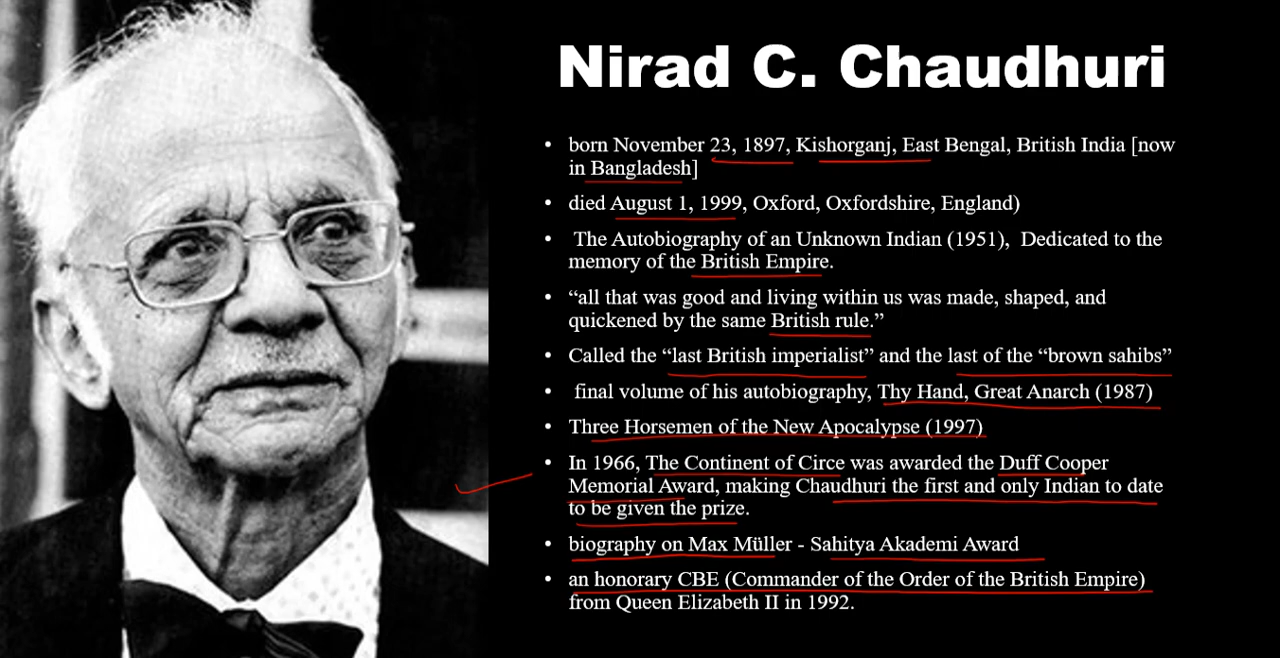 Nirad C. Chaudhuri
• born November 23, 1897, Kishorganj, East Bengal, British India [now
in Bangladesh]
• died August 1, 1999, Oxford, Oxfordshire, England)
• The Autobiography of an Unknown Indian (1951), Dedicated to the
memory of the British Empire.
• “all that was good and living within us was made, shaped, and
quickened by the same British rule.”
• Called the “last British imperialist” and the last of the “brown sahibs”
• final volume of his autobiography, Thy Hand, Great Anarch (1987)
• Three Horsemen of the New Apocalypse (1997)
• In 1966, The Continent of Circe was awarded the Duff Cooper
Memorial Award, making Chaudhuri the first and only Indian to date
to be given the prize.
• biography on Max Müller - Sahitya Akademi Award
• an honorary CBE (Commander of the Order of the British Empire)
from Queen Elizabeth II in 1992.